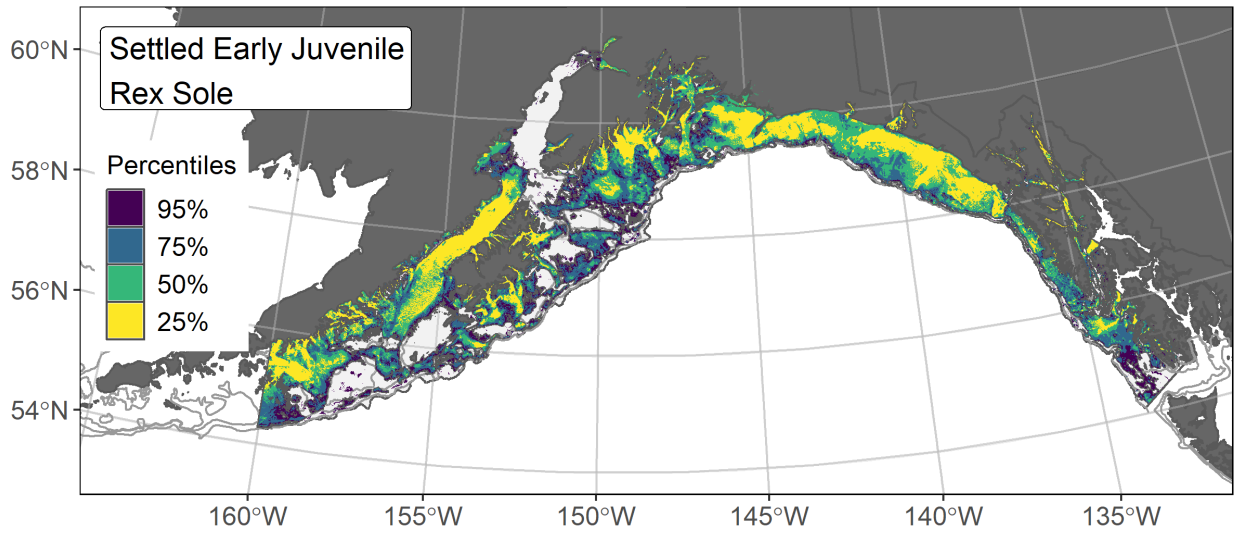 Settled Early Juvenile
Rex Sole
Percentiles
95%
75%
50%
25%
60°N
58°N
56°N
54°N
160°W
155°W
150°W
145°W
140°W
135°W